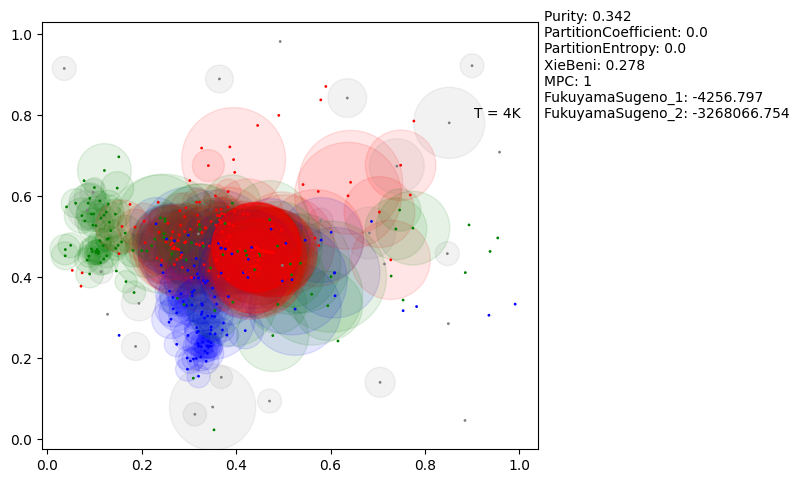 Purity: 0.342
PartitionCoefficient: 0.0
PartitionEntropy: 0.0
XieBeni: 0.278
MPC: 1
FukuyamaSugeno_1: -4256.797
FukuyamaSugeno_2: -3268066.754
T = 4K
1.0
0.8
0.6
0.4
0.2
0.0
0.0 0.2 0.4 0.6 0.8 1.0